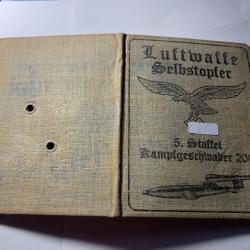 Luftwaffe
Selbstopfer
5. Staffel
Kampfgeschwader 200